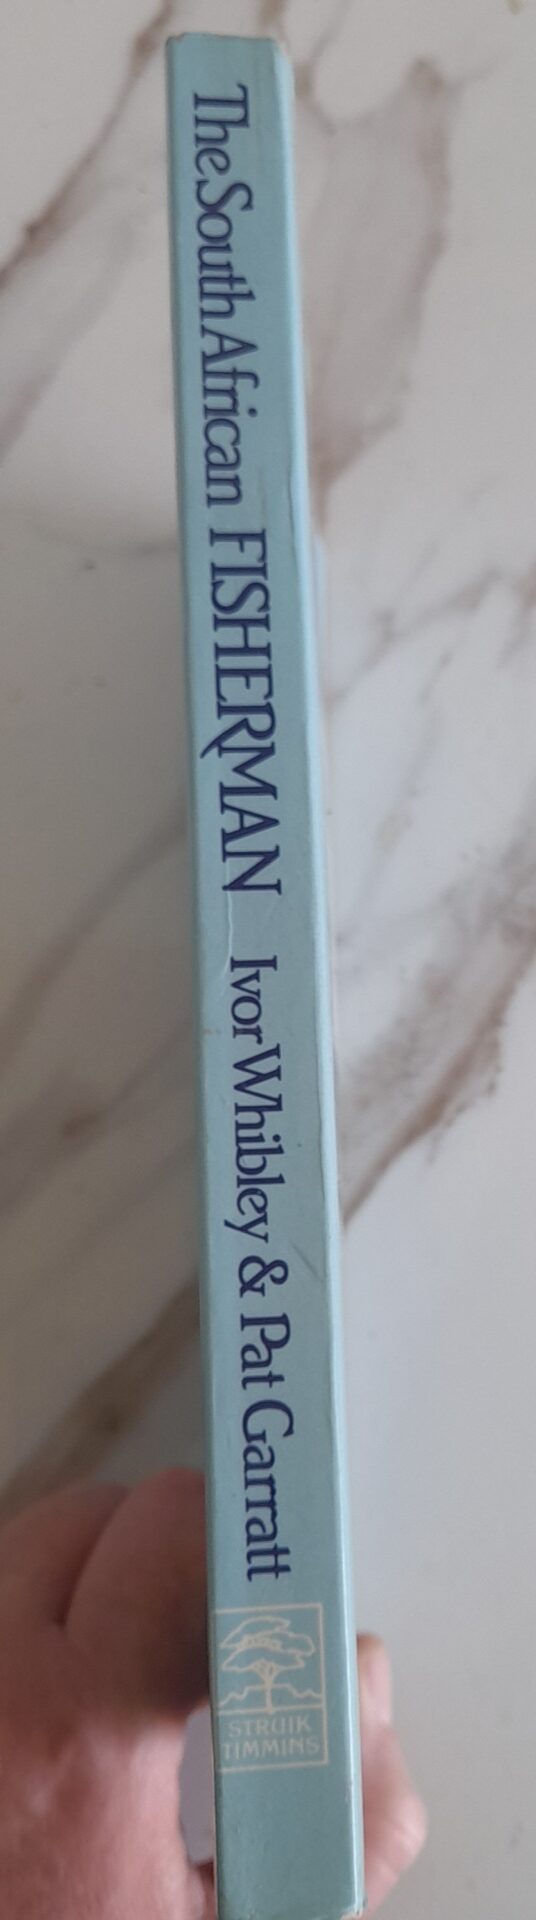 The South African FISHERMAN Ivor Whibley & Pat Garratt
STRUIK
TIMMINS